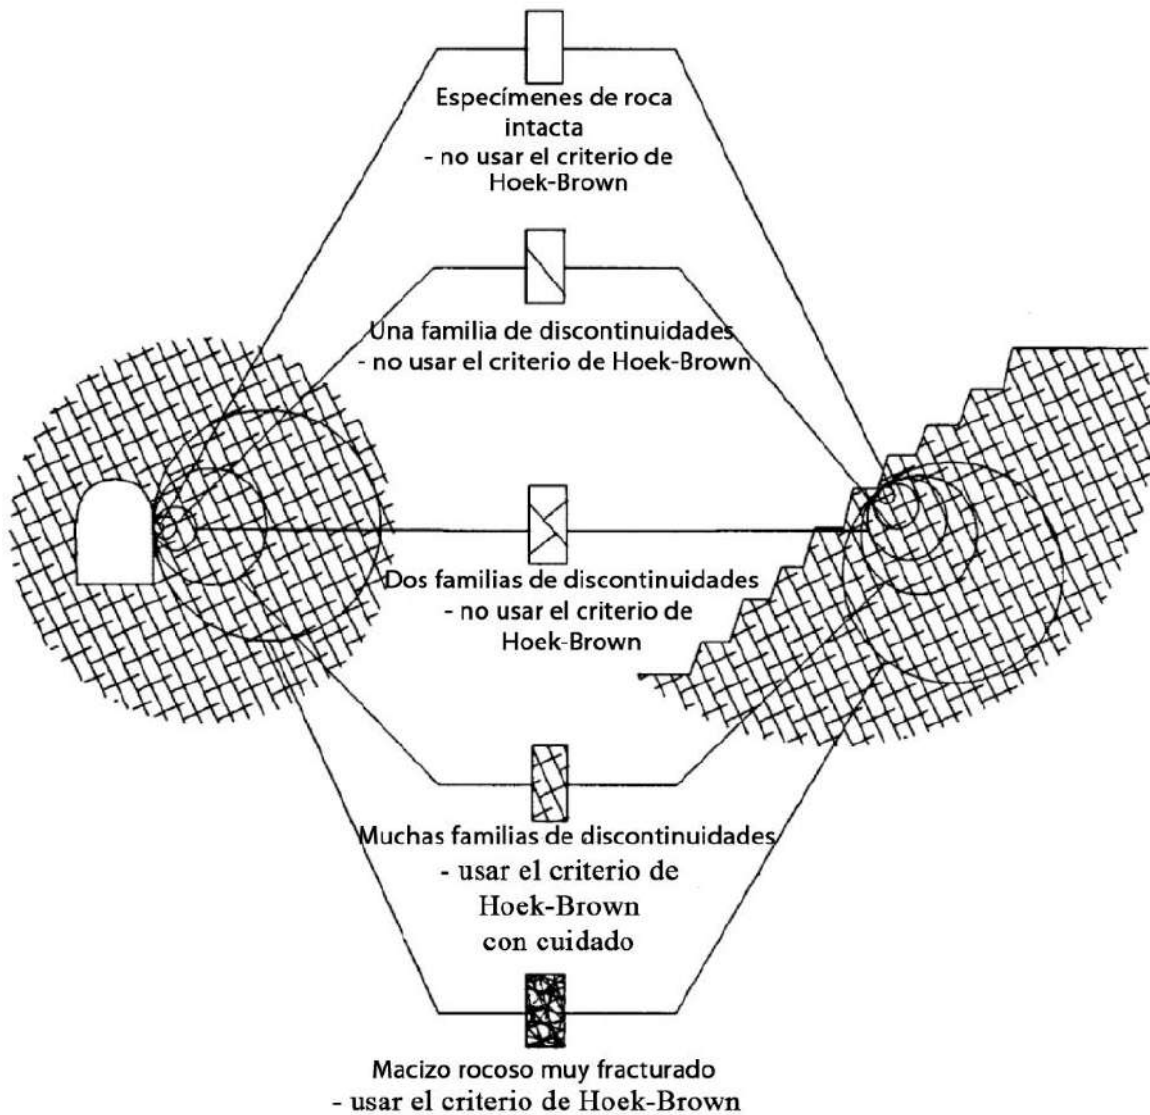 Especímenes de roca
intacta
- no usar el criterio de
Hoek-Brown
Una familia de discontinuidades
- no usar el criterio de Hoek-Brown
Dos familias de discontinuidades
- no usar el criterio de
Hoek-Brown
Muchas familias de discontinuidades
- usar el criterio de
Hoek-Brown
con cuidado
Macizo rocoso muy fracturado
- usar el criterio de Hoek-Brown